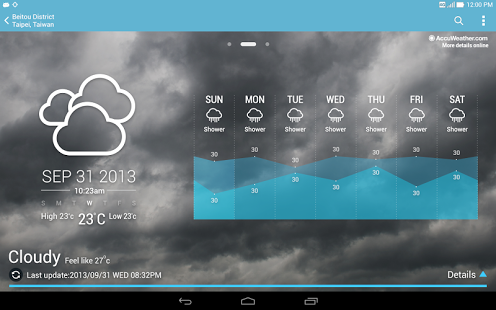 12:00 PM
Beitou District
Taipei, Taiwan
AccuWeather.com
More details online
SUN MON TUE WED THU FRI SAT
Shower Shower Shower Shower Shower Shower Shower
30 30 30 30 30 30 30
30 30 30 30 30 30 30
SEP 31 2013
10:23am
S M T W T F S
High 23°c 23°C Low 23°c
Cloudy Feel like 27°c
Last update:2013/09/31 WED 08:32PM
Details